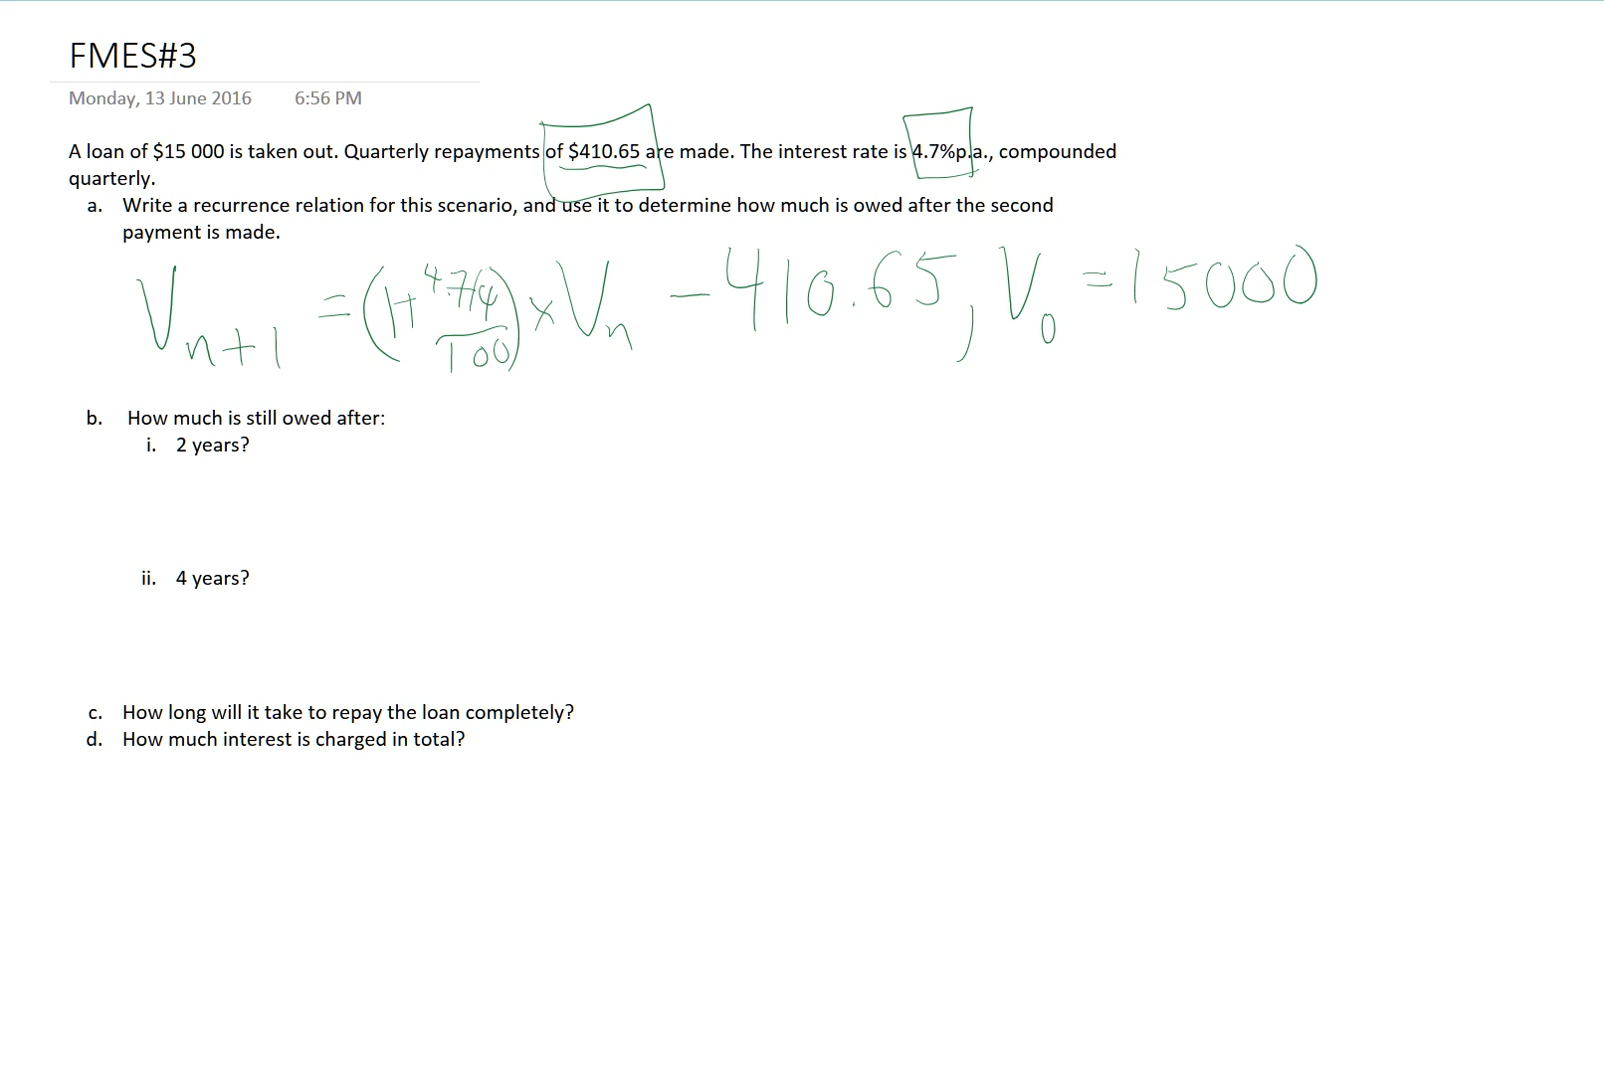 FMES#3
Monday, 13 June 2016 6:56 PM
A loan of $15 000 is taken out. Quarterly repayments of $410.65 are made. The interest rate is 4.7%p.a., compounded
quarterly.
a. Write a recurrence relation for this scenario, and use it to determine how much is owed after the second
payment is made.
V_{n+1} = (1+ \frac{4.7/4}{100}) × V_n - 410.65, V_0 = 15000
b. How much is still owed after:
i. 2 years?
ii. 4 years?
c. How long will it take to repay the loan completely?
d. How much interest is charged in total?